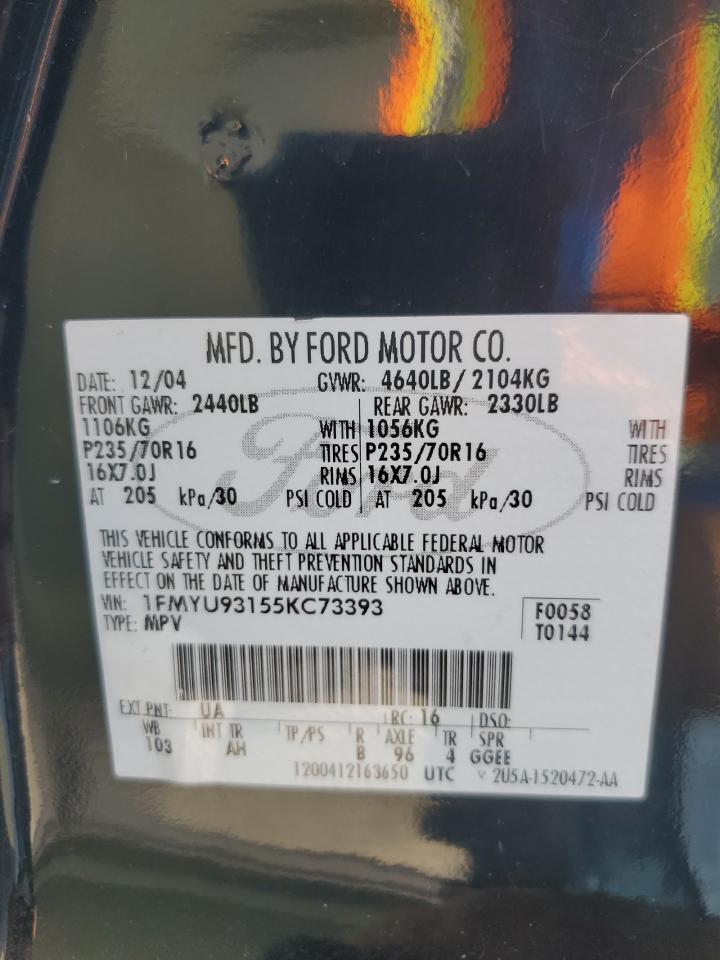 MFD. BY FORD MOTOR CO.
DATE: 12/04 GVWR: 4640LB/ 2104KG
FRONT GAWR: 2440LB REAR GAWR: 2330LB
1106KG WITH 1056KG WITH
P235/70R16 TIRES P235/70R16 TIRES
16X7.0J RIMS 16X7.0J RIMS
AT 205 kPa/30 PSI COLD AT 205 kPa/30 PSI COLD
Ford
THIS VEHICLE CONFORMS TO ALL APPLICABLE FEDERAL MOTOR
VEHICLE SAFETY AND THEFT PREVENTION STANDARDS IN
EFFECT ON THE DATE OF MANUFACTURE SHOWN ABOVE.
VIN: 1FMYU93155KC73393
TYPE: MPV
F0058
T0144
EXT PNT: UA RC: 16 DSO:
WB INT TR TP/PS R AXLE TR SPR
103 AH B 96 4 GGEE
1200412163650 UTC ▽ 2U5A-1520472-AA